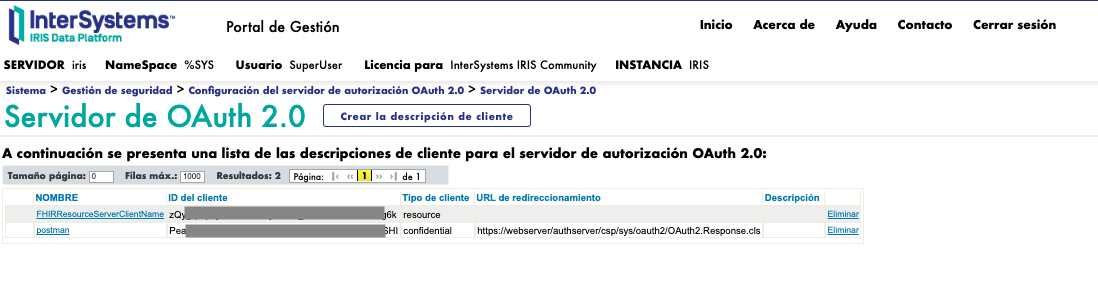 InterSystems™
IRIS Data Platform
Portal de Gestión
Inicio Acerca de Ayuda Contacto Cerrar sesión
SERVIDOR iris NameSpace %SYS Usuario SuperUser Licencia para InterSystems IRIS Community INSTANCIA IRIS
Sistema > Gestión de seguridad > Configuración del servidor de autorización OAuth 2.0 > Servidor de OAuth 2.0
Servidor de OAuth 2.0 Crear la descripción de cliente
A continuación se presenta una lista de las descripciones de cliente para el servidor de autorización OAuth 2.0:
Tamaño página: 0 Filas máx.: 1000 Resultados: 2 Página: |‹ ‹‹ 1 ›› ›| de 1
NOMBRE ID del cliente Tipo de cliente URL de redireccionamiento Descripción
FHIRResourceServerClientName zQy g6k resource Eliminar
postman Pea SHI confidential https://webserver/authserver/csp/sys/oauth2/OAuth2.Response.cls Eliminar